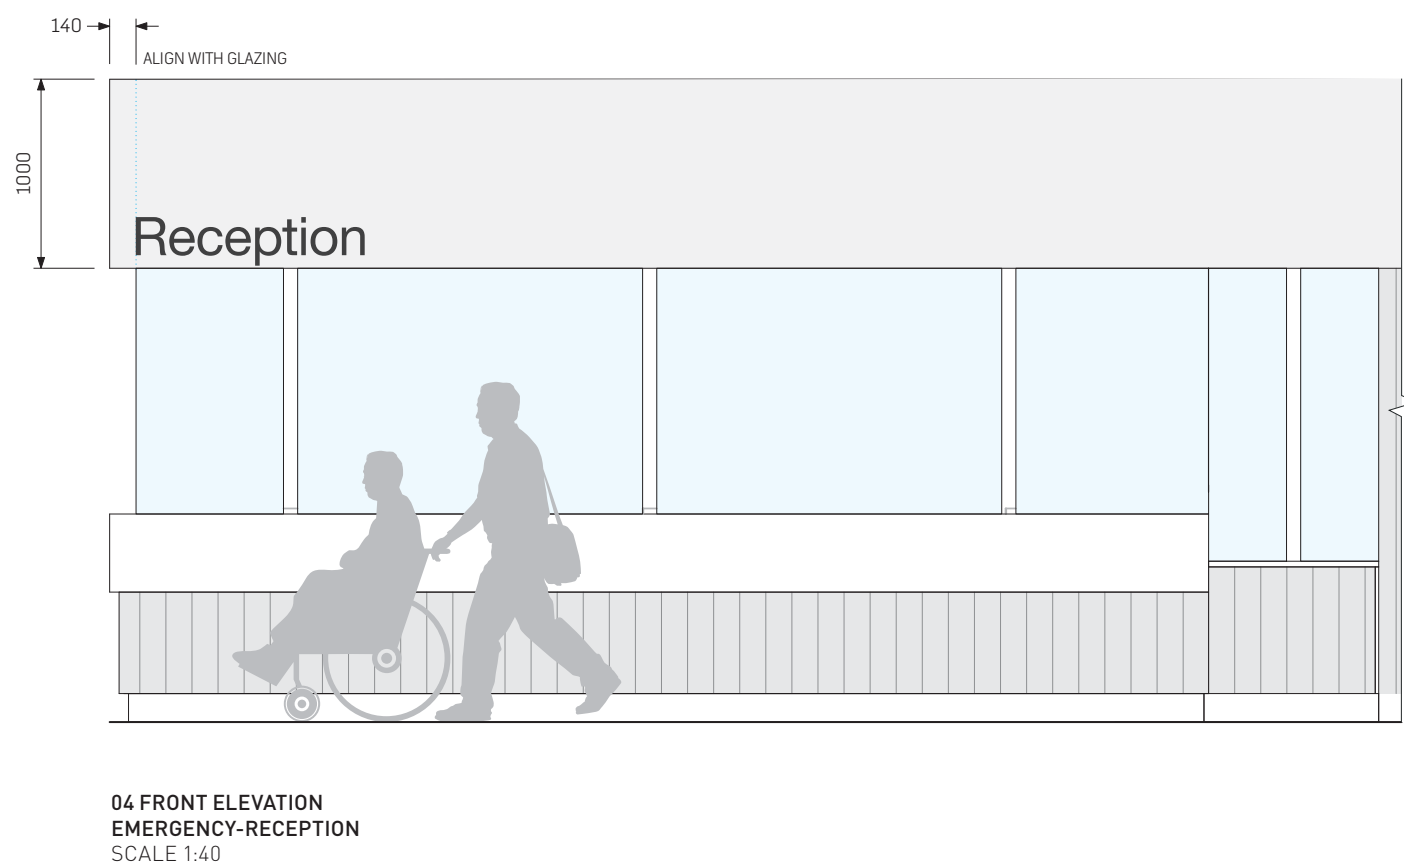 140
ALIGN WITH GLAZING
1000
Reception
04 FRONT ELEVATION
EMERGENCY-RECEPTION
SCALE 1:40